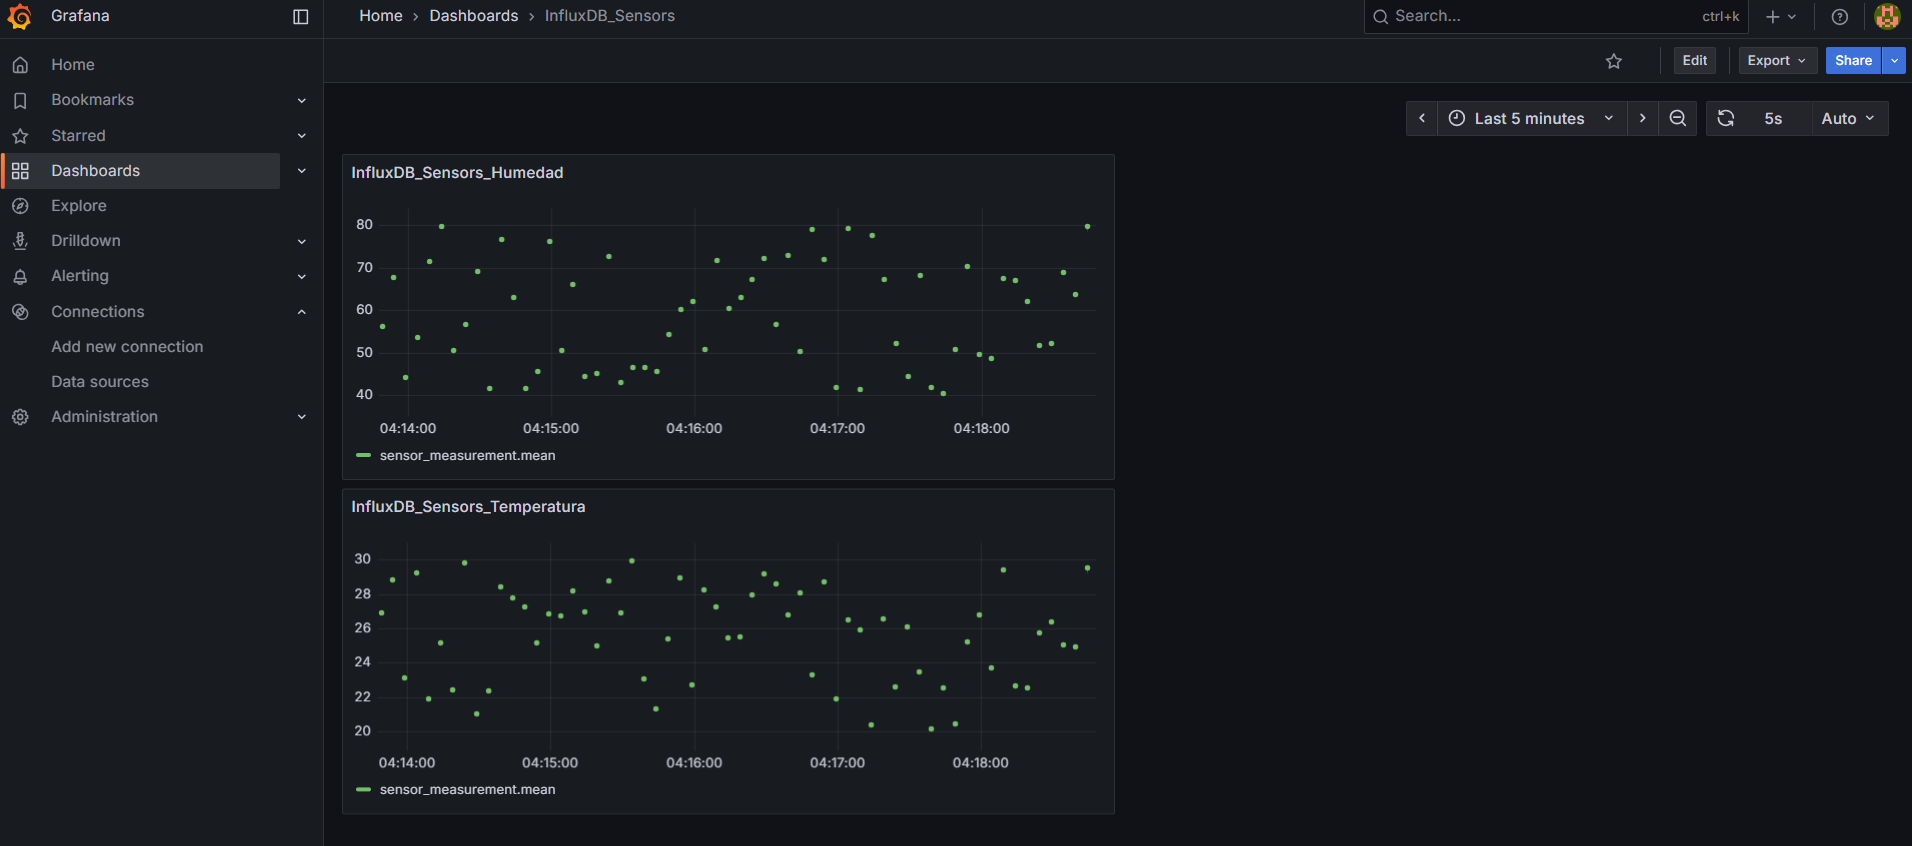 Grafana
Home › Dashboards › InfluxDB_Sensors
Search...
ctrl+k
Edit
Export
Share
Home
Bookmarks
Starred
Dashboards
Explore
Drilldown
Alerting
Connections
Add new connection
Data sources
Administration
Last 5 minutes
5s
Auto
InfluxDB_Sensors_Humedad
80
70
60
50
40
04:14:00 04:15:00 04:16:00 04:17:00 04:18:00
sensor_measurement.mean
InfluxDB_Sensors_Temperatura
30
28
26
24
22
20
04:14:00 04:15:00 04:16:00 04:17:00 04:18:00
sensor_measurement.mean